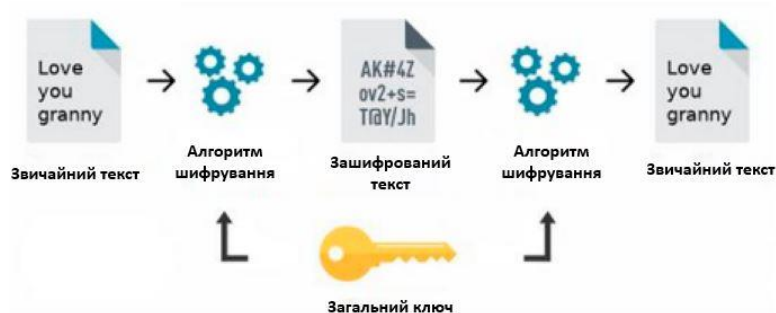 Love
you
granny
Звичайний текст
Алгоритм
шифрування
AK#4Z
ov2+s=
T@Y/Jh
Зашифрований
текст
Алгоритм
шифрування
Love
you
granny
Звичайний текст
Загальний ключ